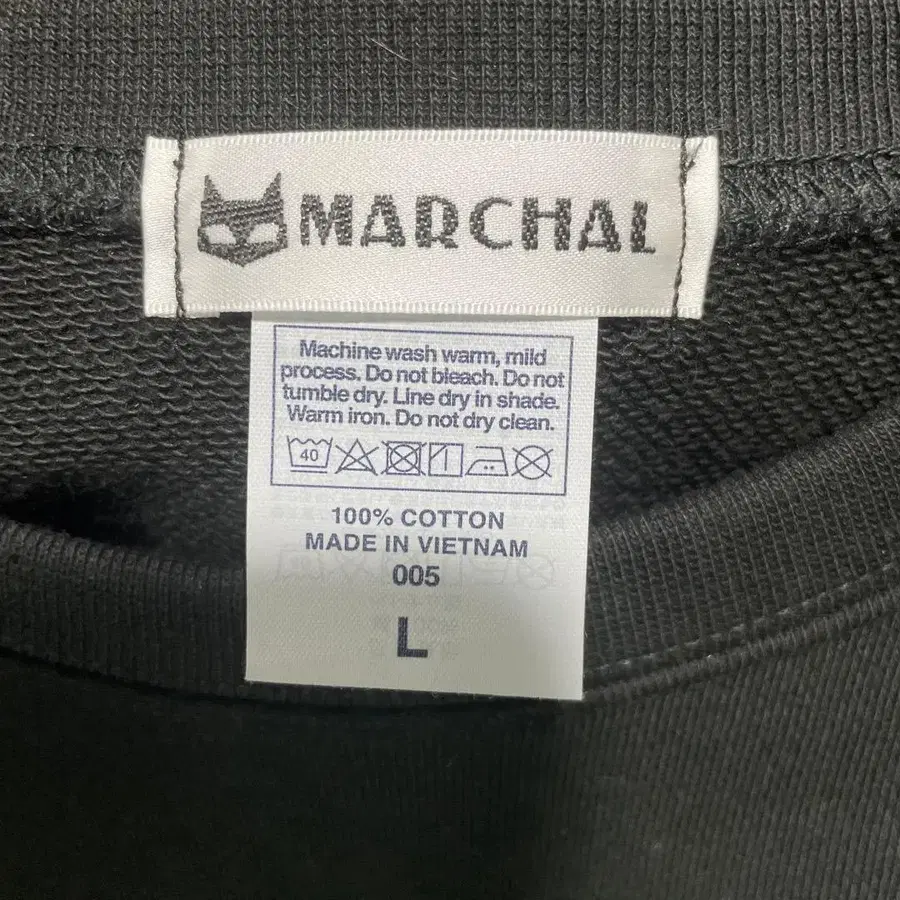 MARCHAL
Machine wash warm, mild
process. Do not bleach. Do not
tumble dry. Line dry in shade.
Warm iron. Do not dry clean.
40
100% COTTON
MADE IN VIETNAM
005
L